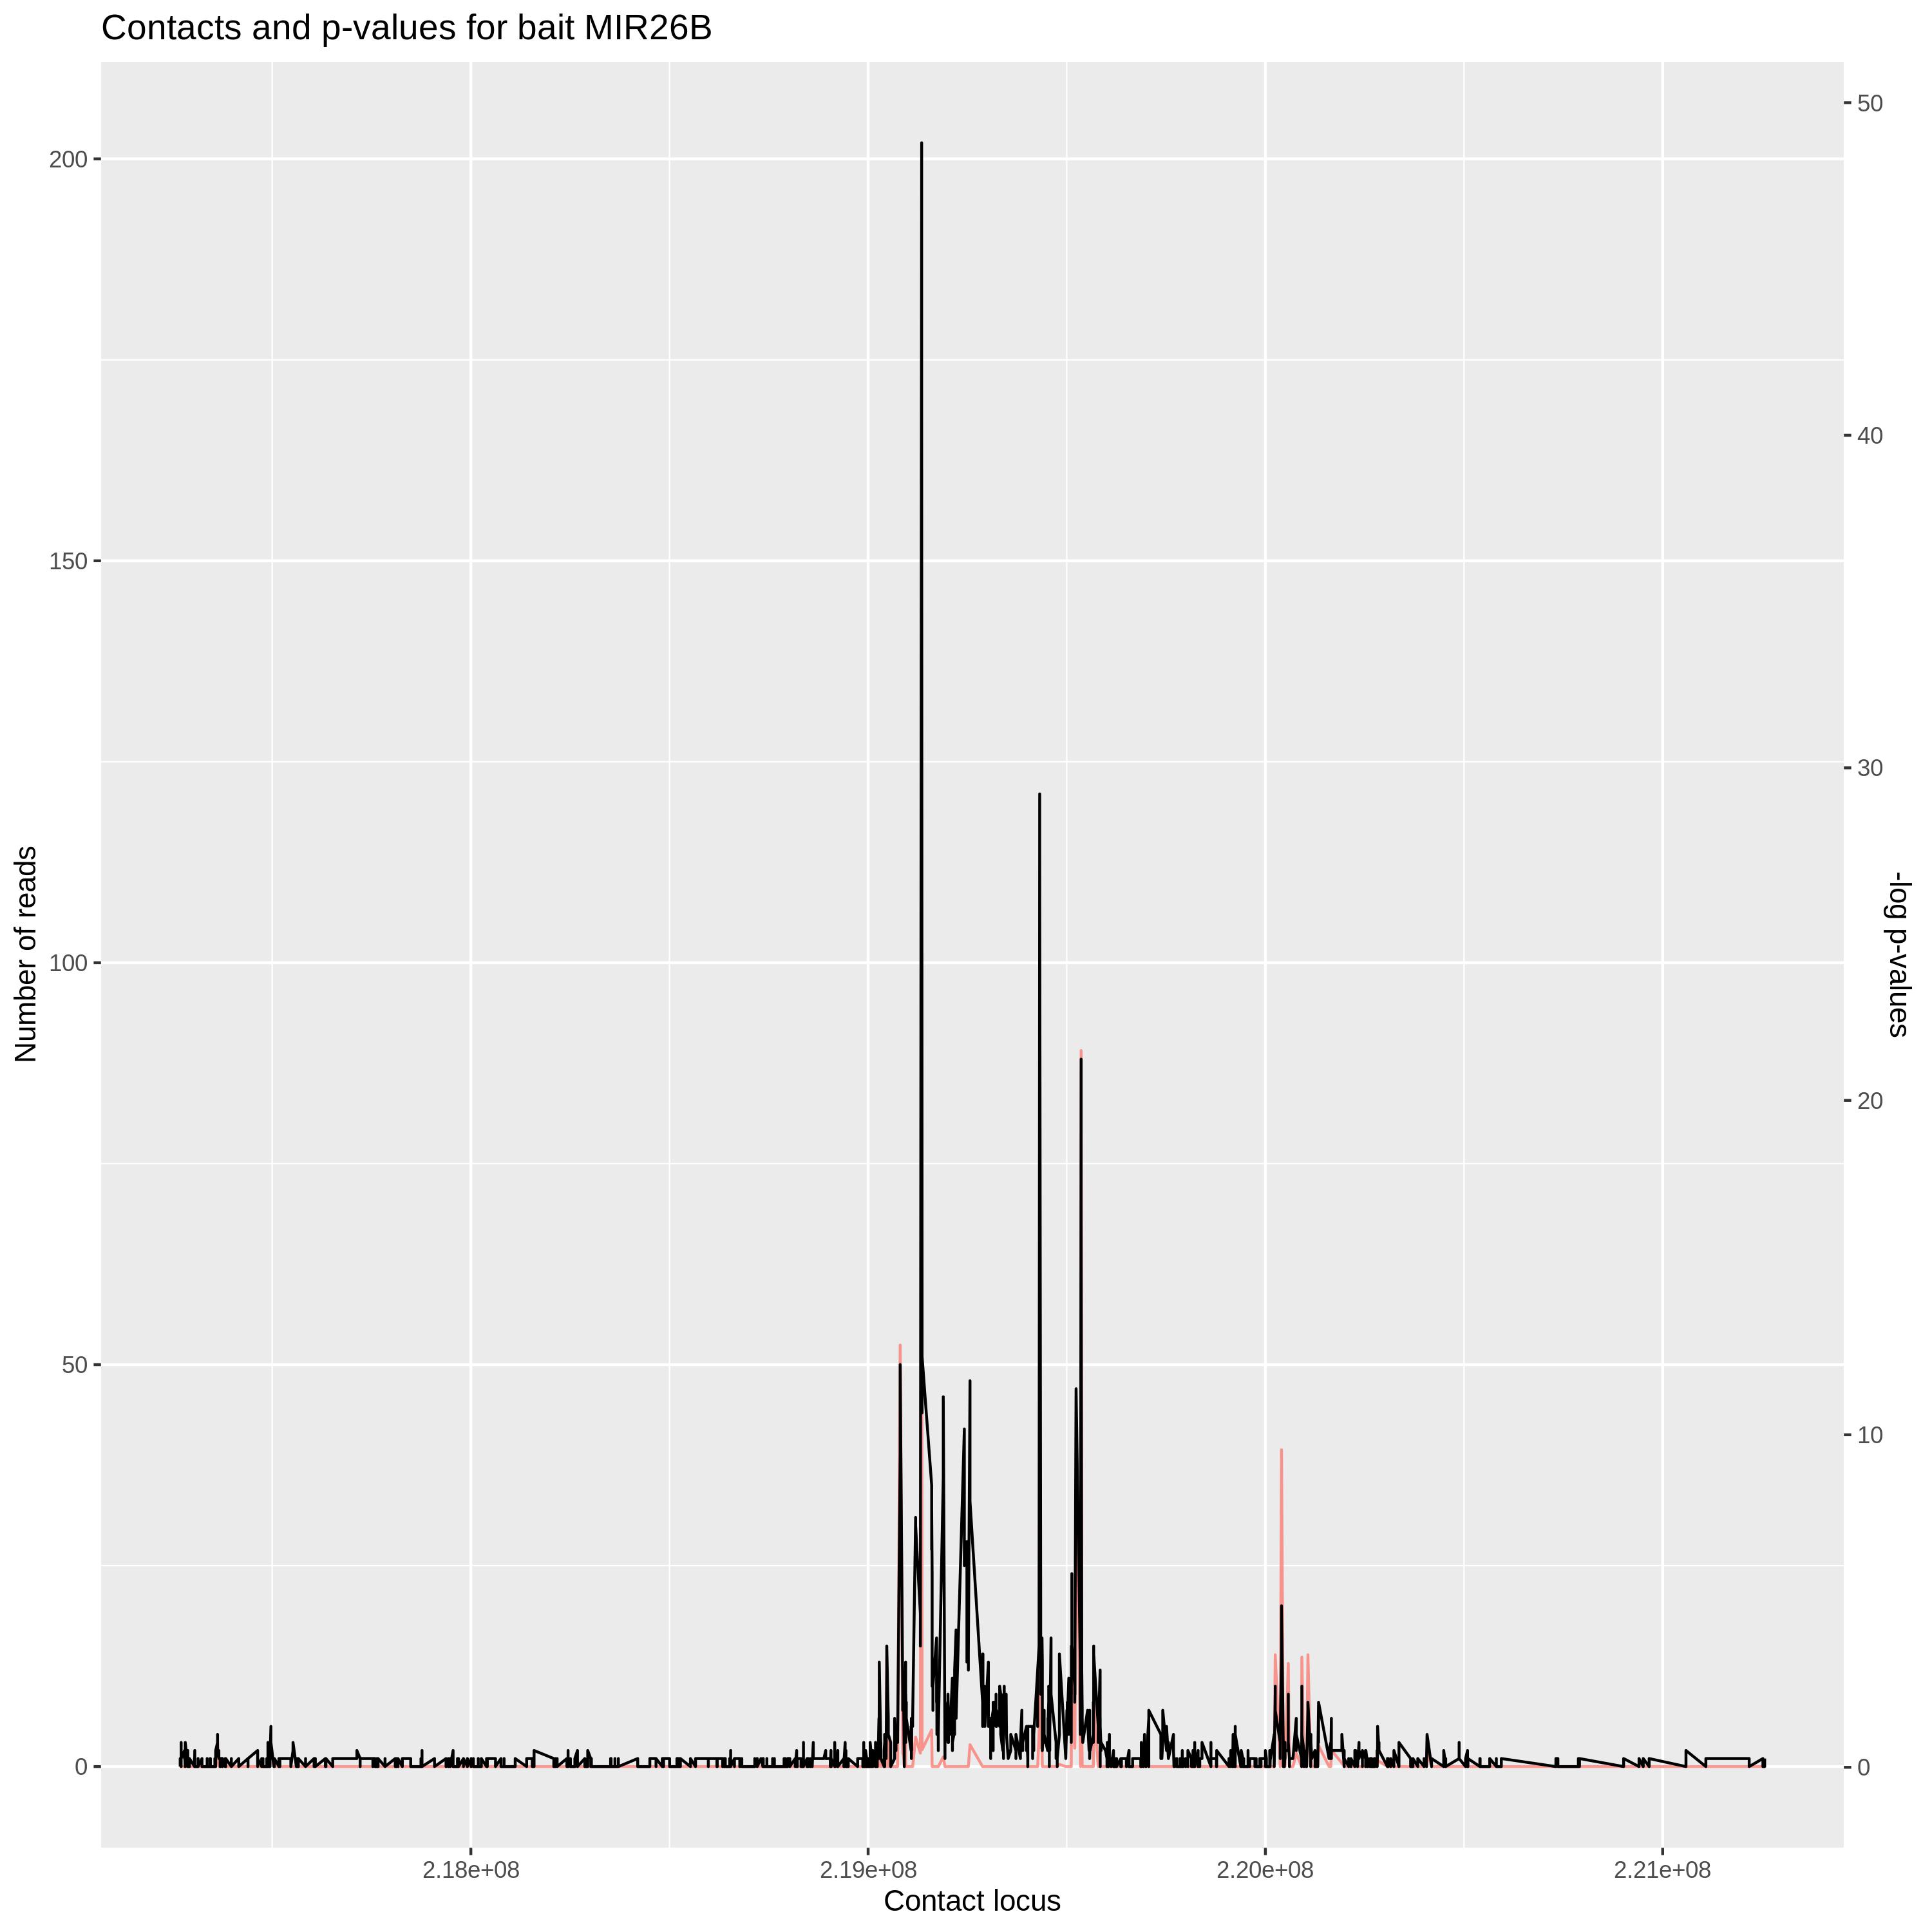 Contacts and p-values for bait MIR26B
200
150
100
50
0
Number of reads
50
40
30
20
10
0
-log p-values
2.18e+08
2.19e+08
2.20e+08
2.21e+08
Contact locus